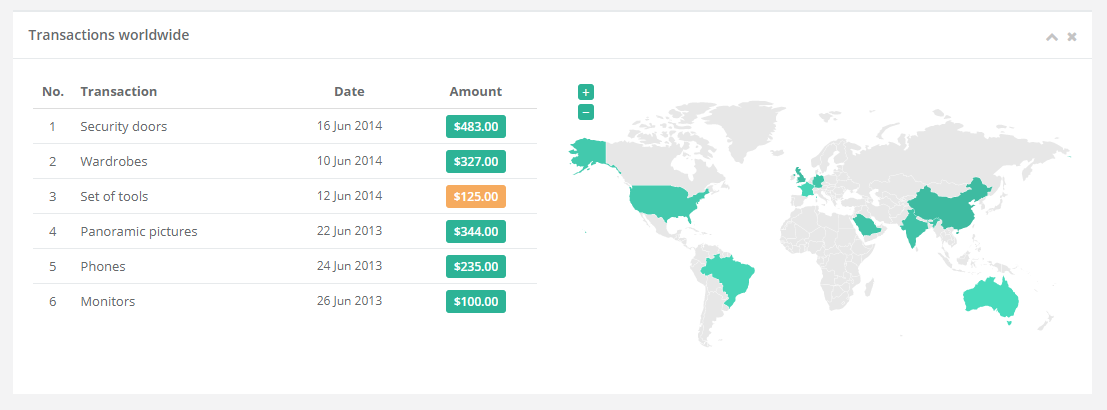 Transactions worldwide
No. Transaction Date Amount
1 Security doors 16 Jun 2014 $483.00
2 Wardrobes 10 Jun 2014 $327.00
3 Set of tools 12 Jun 2014 $125.00
4 Panoramic pictures 22 Jun 2013 $344.00
5 Phones 24 Jun 2013 $235.00
6 Monitors 26 Jun 2013 $100.00
+
−